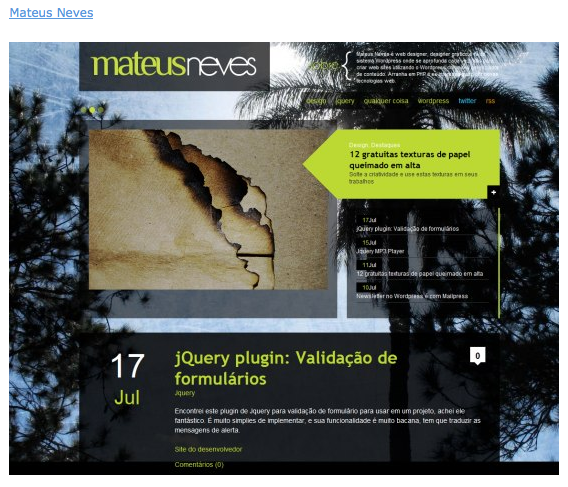 Mateus Neves
mateusneves
Mateus Neves é web designer, designer gráfico
sistema Wordpress onde se aprofunda cada
criar web sites utilizando o Wordpress
de conteúdo. Arranha em PHP e
tecnologias web.
design jquery qualquer coisa wordpress twitter rss
Design, Destaques
12 gratuitas texturas de papel
queimado em alta
Solte a criatividade e use estas texturas em seus
trabalhos
+
17Jul
jQuery plugin: Validação de formulários
15Jul
Jquery MP3 Player
11Jul
12 gratuitas texturas de papel queimado em alta
10Jul
Newsletter no Wordpress é com Mailpress
17
Jul
jQuery plugin: Validação de
formulários
0
Jquery
Encontrei este plugin de Jquery para validação de formulário para usar em um projeto, achei ele
fantástico. É muito simples de implementar, e sua funcionalidade é muito bacana, tem que traduzir as
mensagens de alerta.
Site do desenvolvedor
Comentários (0)